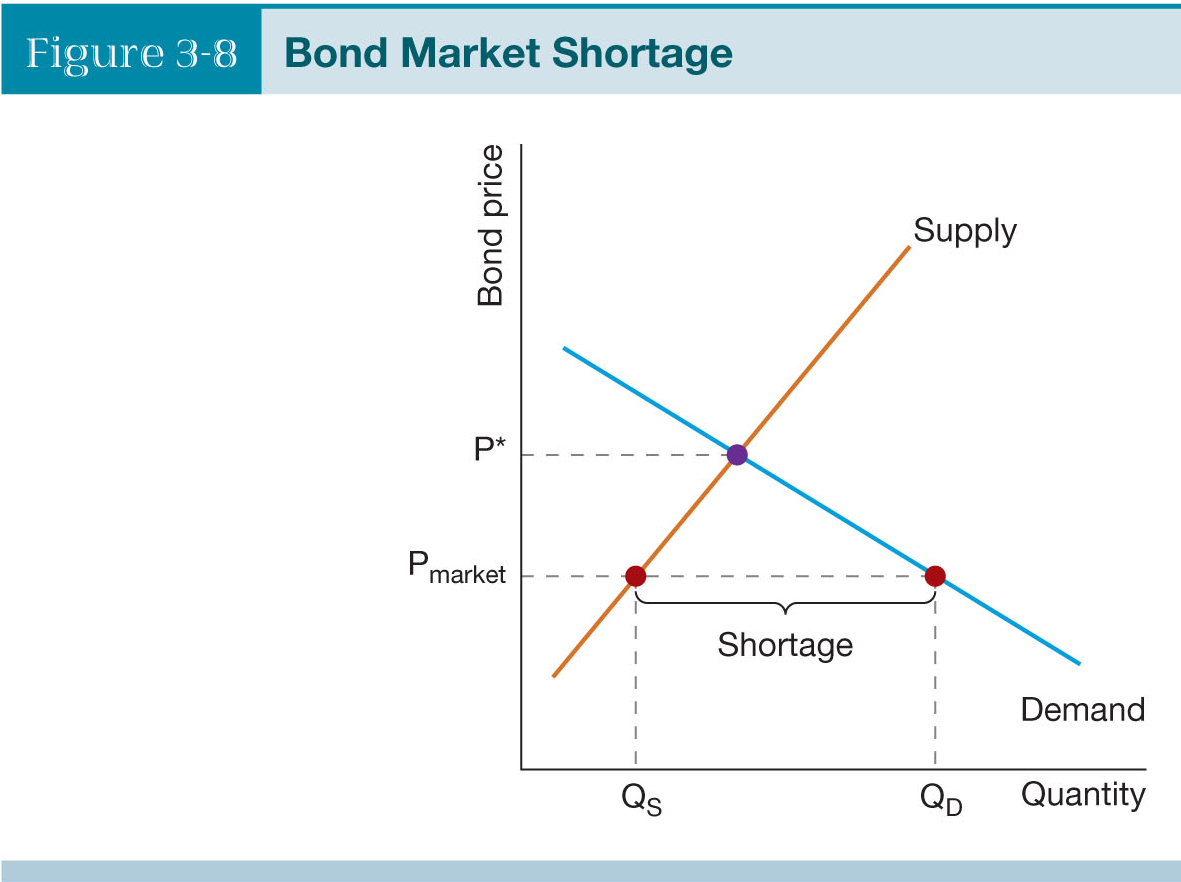 Figure 3-8 Bond Market Shortage
Bond price
Supply
P*
Pmarket
Shortage
Demand
QS
QD
Quantity